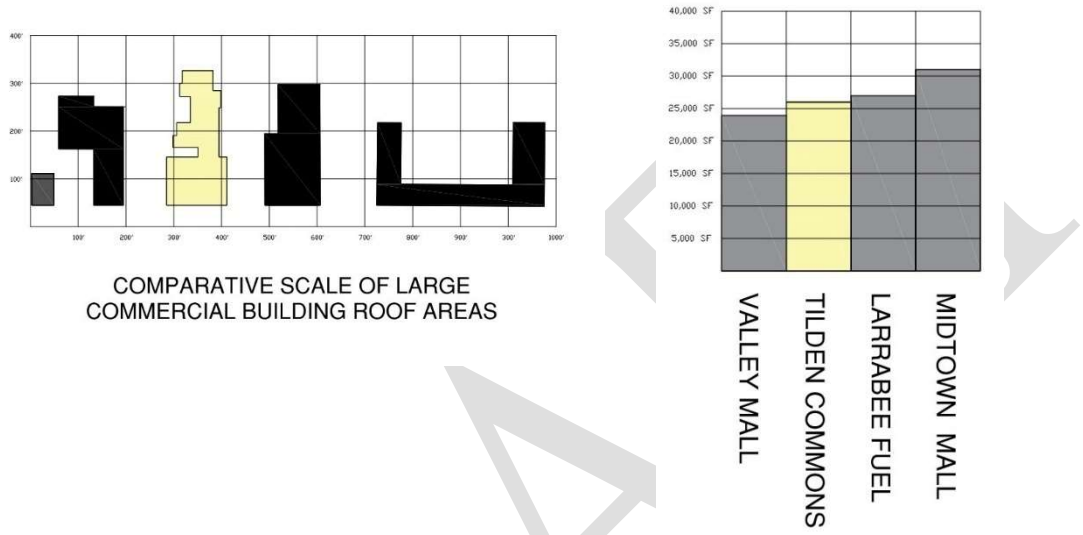 400'
300'
200'
100'
100'
200'
300'
400'
500'
600'
700'
800'
900'
300'
1000'
COMPARATIVE SCALE OF LARGE
COMMERCIAL BUILDING ROOF AREAS
40,000 SF
35,000 SF
30,000 SF
25,000 SF
20,000 SF
15,000 SF
10,000 SF
5,000 SF
VALLEY MALL
TILDEN COMMONS
LARRABEE FUEL
MIDTOWN MALL